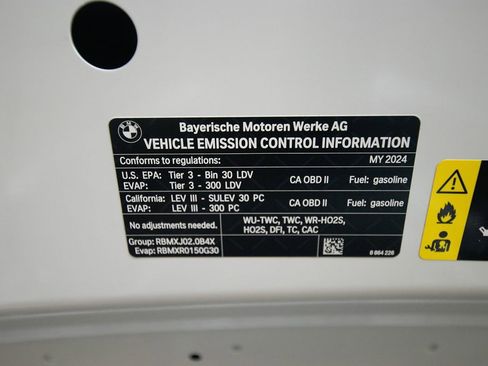 BMW
Bayerische Motoren Werke AG
VEHICLE EMISSION CONTROL INFORMATION
Conforms to regulations: MY 2024
U.S. EPA: Tier 3 - Bin 30 LDV CA OBD II Fuel: gasoline
EVAP: Tier 3 - 300 LDV
California: LEV III - SULEV 30 PC CA OBD II Fuel: gasoline
EVAP: LEV III - 300 PC
No adjustments needed. WU-TWC, TWC, WR-HO2S,
HO2S, DFI, TC, CAC
Group: RBMXJ02.0B4X
Evap: RBMXR0150G30 6 664 226